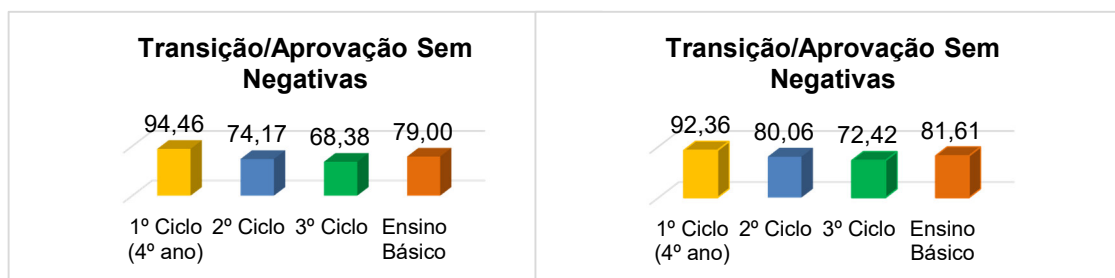 Transição/Aprovação Sem
Negativas
94,46
74,17
68,38
79,00
1º Ciclo
(4º ano)
2º Ciclo
3º Ciclo
Ensino
Básico
Transição/Aprovação Sem
Negativas
92,36
80,06
72,42
81,61
1º Ciclo
(4º ano)
2º Ciclo
3º Ciclo
Ensino
Básico